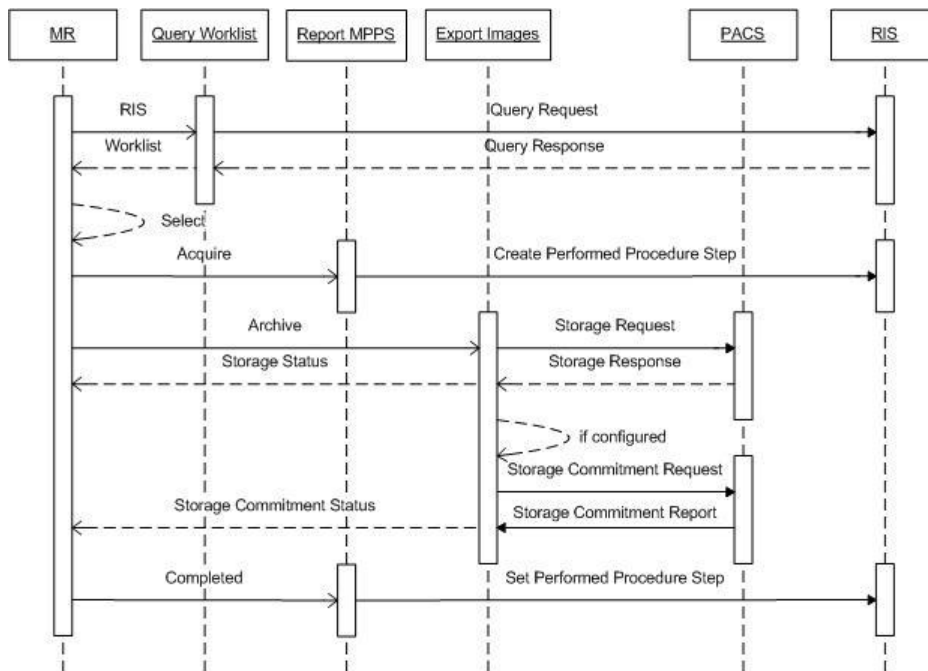 MR
Query Worklist
Report MPPS
Export Images
PACS
RIS
RIS
Query Request
Worklist
Query Response
Select
Acquire
Create Performed Procedure Step
Archive
Storage Request
Storage Status
Storage Response
if configured
Storage Commitment Request
Storage Commitment Status
Storage Commitment Report
Completed
Set Performed Procedure Step